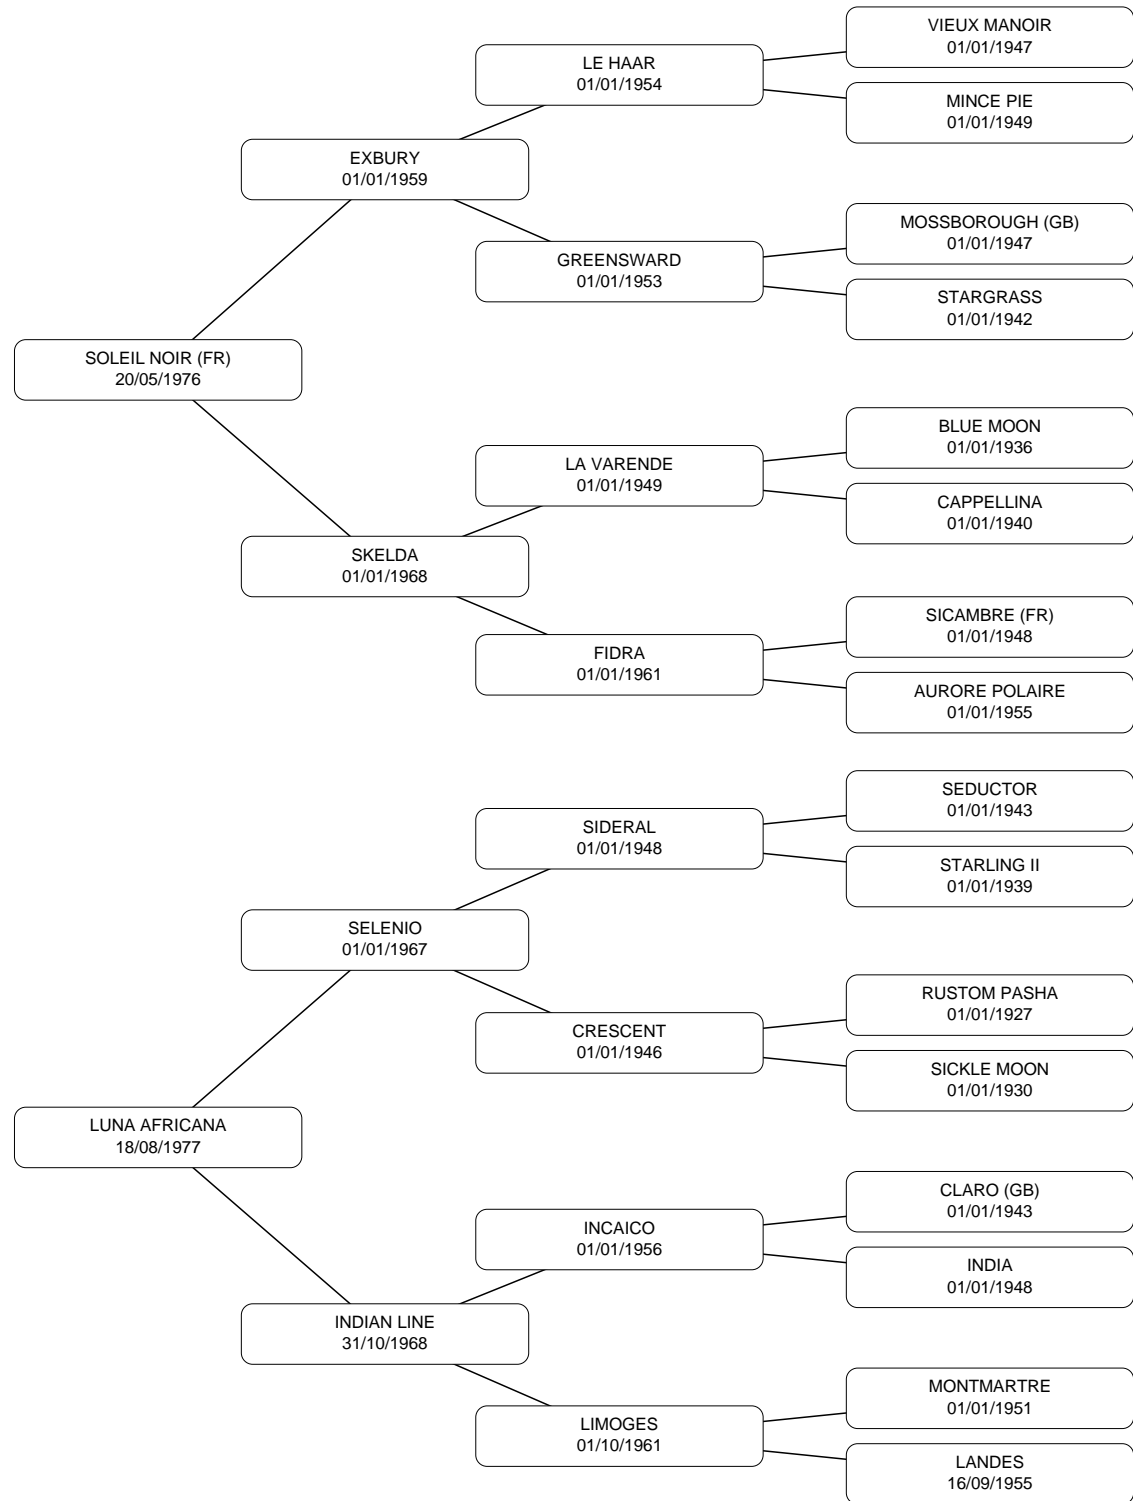 VIEUX MANOIR
01/01/1947
LE HAAR
01/01/1954
MINCE PIE
01/01/1949
EXBURY
01/01/1959
MOSSBOROUGH (GB)
01/01/1947
GREENSWARD
01/01/1953
STARGRASS
01/01/1942
SOLEIL NOIR (FR)
20/05/1976
BLUE MOON
01/01/1936
LA VARENDE
01/01/1949
CAPPELLINA
01/01/1940
SKELDA
01/01/1968
SICAMBRE (FR)
01/01/1948
FIDRA
01/01/1961
AURORE POLAIRE
01/01/1955
SEDUCTOR
01/01/1943
SIDERAL
01/01/1948
STARLING II
01/01/1939
SELENIO
01/01/1967
RUSTOM PASHA
01/01/1927
CRESCENT
01/01/1946
SICKLE MOON
01/01/1930
LUNA AFRICANA
18/08/1977
CLARO (GB)
01/01/1943
INCAICO
01/01/1956
INDIA
01/01/1948
INDIAN LINE
31/10/1968
MONTMARTRE
01/01/1951
LIMOGES
01/10/1961
LANDES
16/09/1955